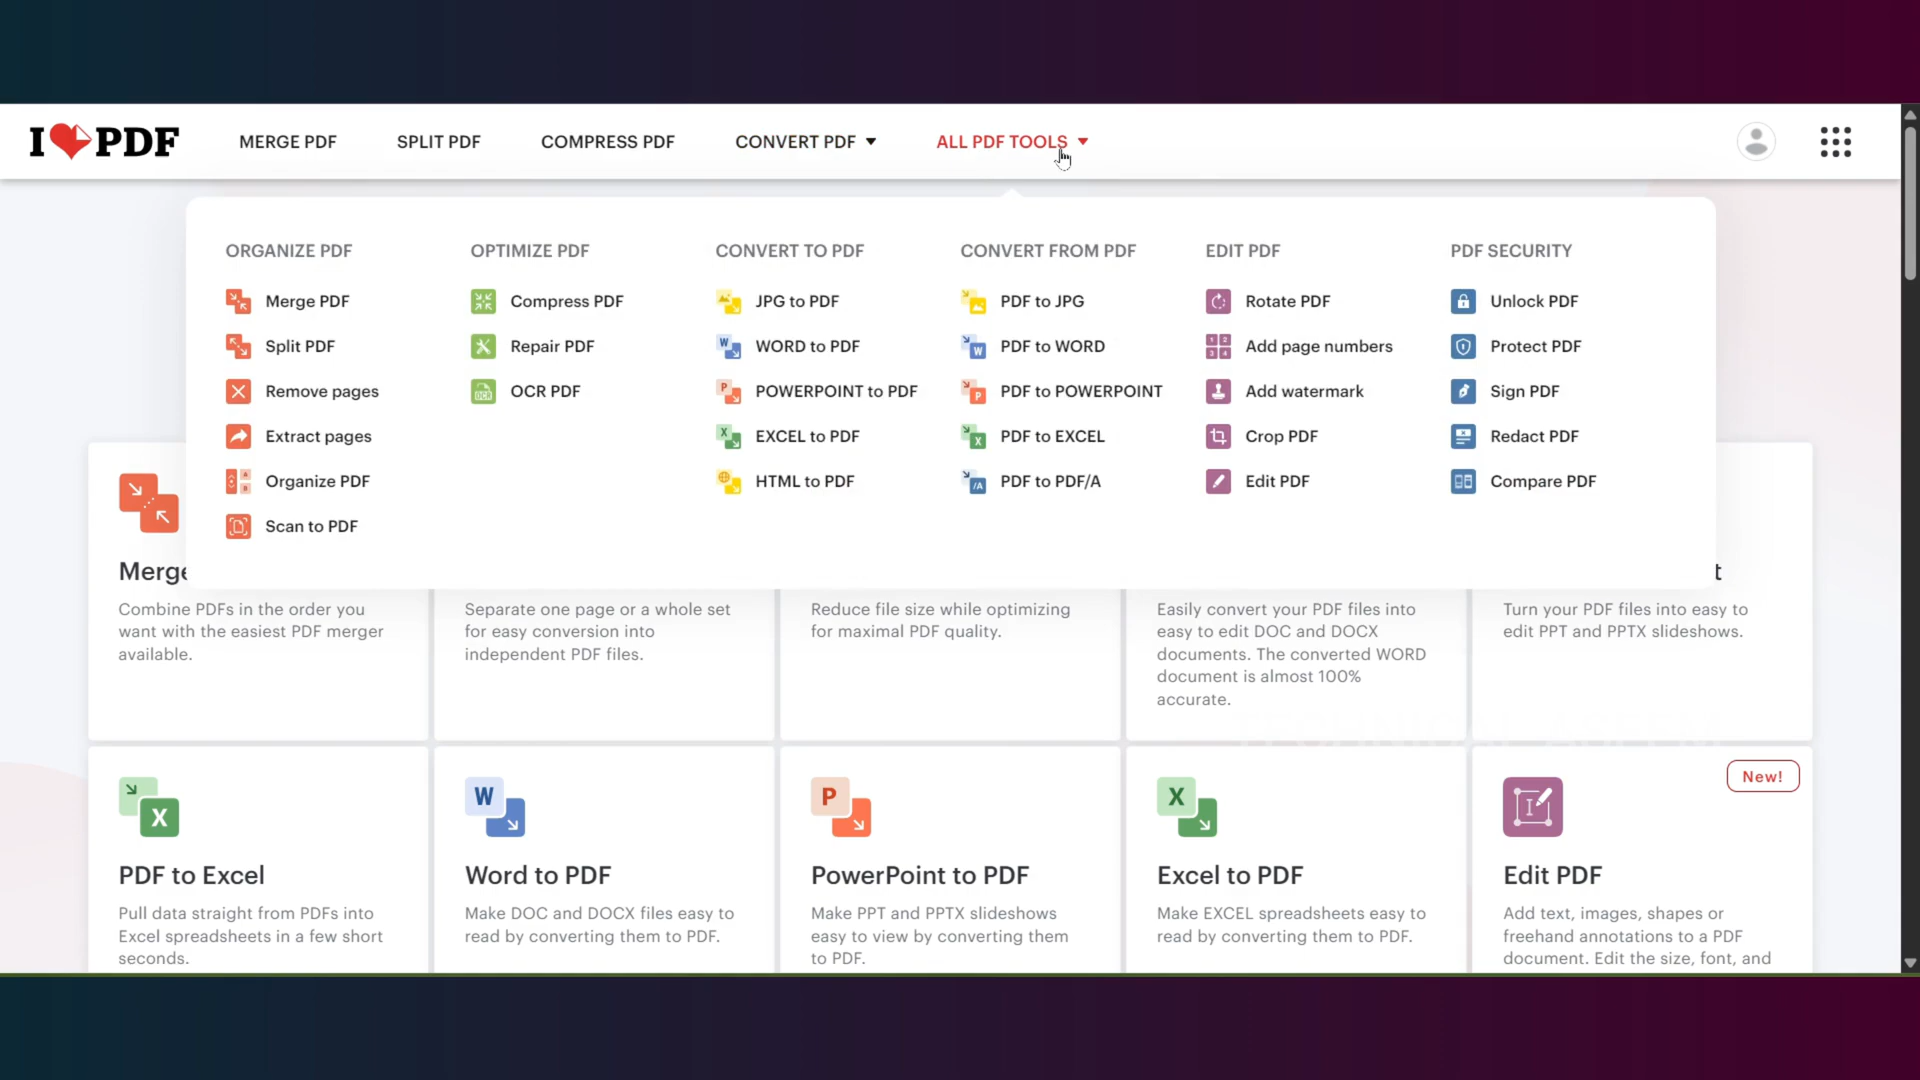 I PDF
MERGE PDF
SPLIT PDF
COMPRESS PDF
CONVERT PDF
ALL PDF TOOLS
ORGANIZE PDF
Merge PDF
Split PDF
Remove pages
Extract pages
Organize PDF
Scan to PDF
OPTIMIZE PDF
Compress PDF
Repair PDF
OCR PDF
CONVERT TO PDF
JPG to PDF
WORD to PDF
POWERPOINT to PDF
EXCEL to PDF
HTML to PDF
CONVERT FROM PDF
PDF to JPG
PDF to WORD
PDF to POWERPOINT
PDF to EXCEL
PDF to PDF/A
EDIT PDF
Rotate PDF
Add page numbers
Add watermark
Crop PDF
Edit PDF
PDF SECURITY
Unlock PDF
Protect PDF
Sign PDF
Redact PDF
Compare PDF
Merge
Combine PDFs in the order you
want with the easiest PDF merger
available.
Separate one page or a whole set
for easy conversion into
independent PDF files.
Reduce file size while optimizing
for maximal PDF quality.
Easily convert your PDF files into
easy to edit DOC and DOCX
documents. The converted WORD
document is almost 100%
accurate.
t
Turn your PDF files into easy to
edit PPT and PPTX slideshows.
X
PDF to Excel
Pull data straight from PDFs into
Excel spreadsheets in a few short
seconds.
W
Word to PDF
Make DOC and DOCX files easy to
read by converting them to PDF.
P
PowerPoint to PDF
Make PPT and PPTX slideshows
easy to view by converting them
to PDF.
X
Excel to PDF
Make EXCEL spreadsheets easy to
read by converting them to PDF.
New!
Edit PDF
Add text, images, shapes or
freehand annotations to a PDF
document. Edit the size, font, and